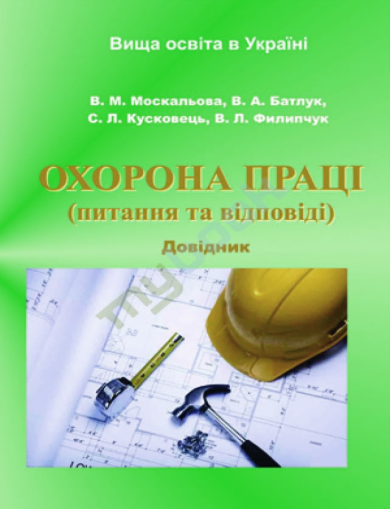 Вища освіта в Україні
В. М. Москальова, В. А. Батлук,
С. Л. Кусковець, В. Л. Филипчук
ОХОРОНА ПРАЦІ
(питання та відповіді)
Довідник